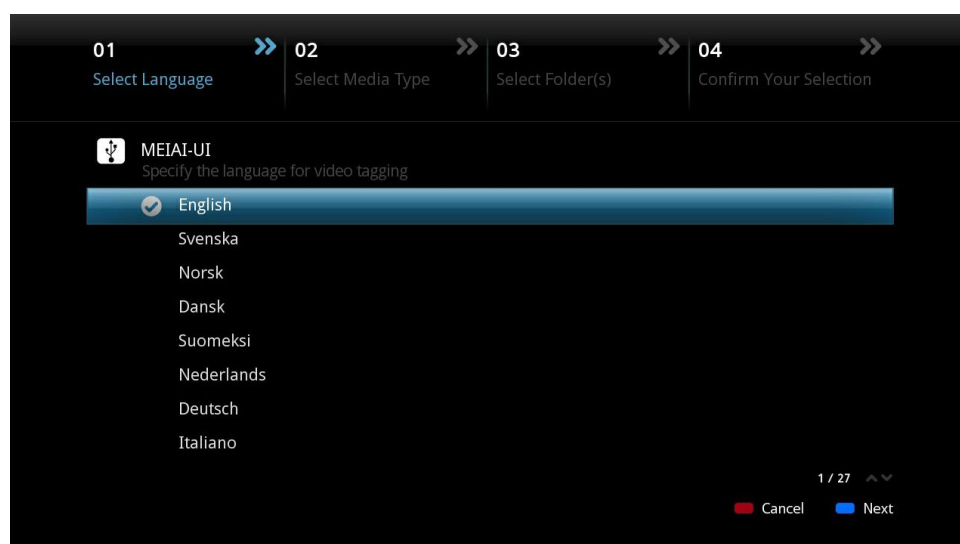 01 02 03 04
Select Language Select Media Type Select Folder(s) Confirm Your Selection
MEIAI-UI
Specify the language for video tagging
English
Svenska
Norsk
Dansk
Suomeksi
Nederlands
Deutsch
Italiano
1 / 27
Cancel Next